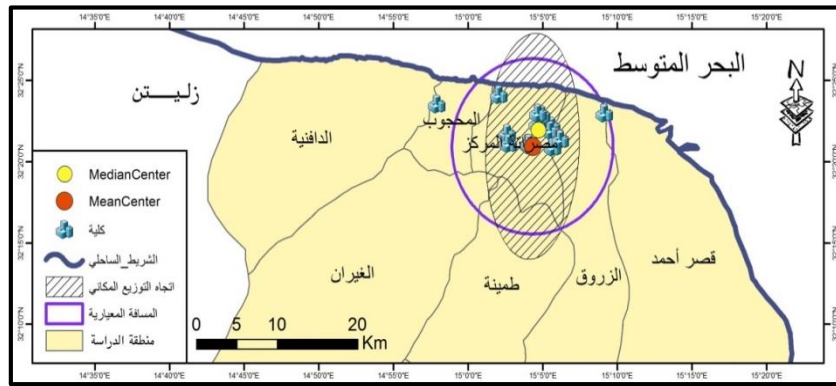 14°35'0"E 14°40'0"E 14°45'0"E 14°50'0"E 14°55'0"E 15°0'0"E 15°5'0"E 15°10'0"E 15°15'0"E 15°20'0"E
البحر المتوسط
N
زليـــتن
32°25'0"N
المحجوب
الدافنية
مصراتة المركز
32°20'0"N
MedianCenter
MeanCenter
كلية
الشريط_الساحلي
اتجاه التوزيع المكاني
المسافة المعيارية
منطقة الدراسة
32°15'0"N
قصر أحمد
الغيران
الزروق
طمينة
32°10'0"N
0 5 10 20
Km
14°35'0"E 14°40'0"E 14°45'0"E 14°50'0"E 14°55'0"E 15°0'0"E 15°5'0"E 15°10'0"E 15°15'0"E 15°20'0"E